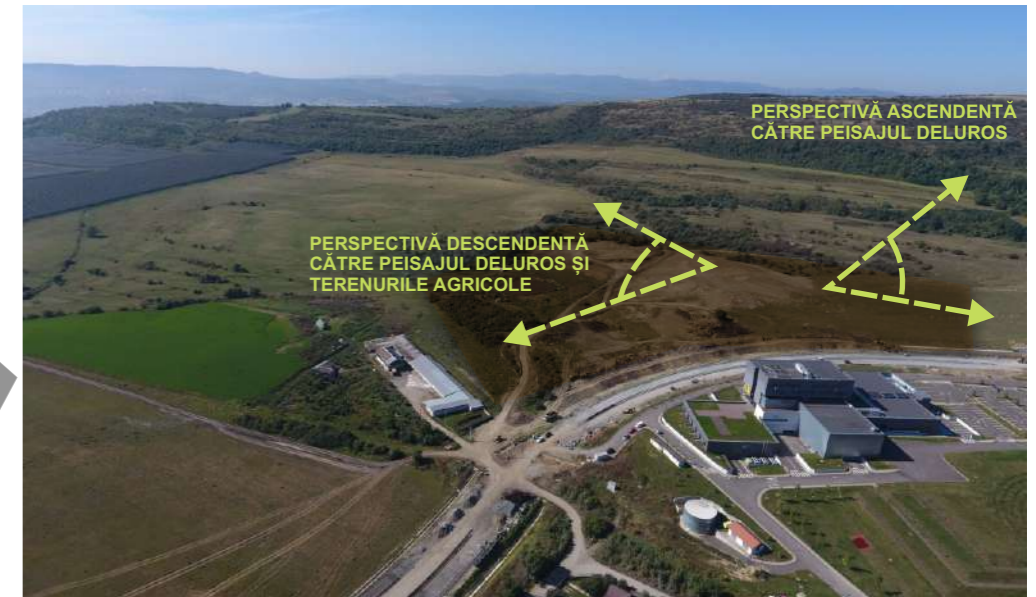 PERSPECTIVĂ ASCENDENTĂ
CĂTRE PEISAJUL DELUROS
PERSPECTIVĂ DESCENDENTĂ
CĂTRE PEISAJUL DELUROS ȘI
TERENURILE AGRICOLE